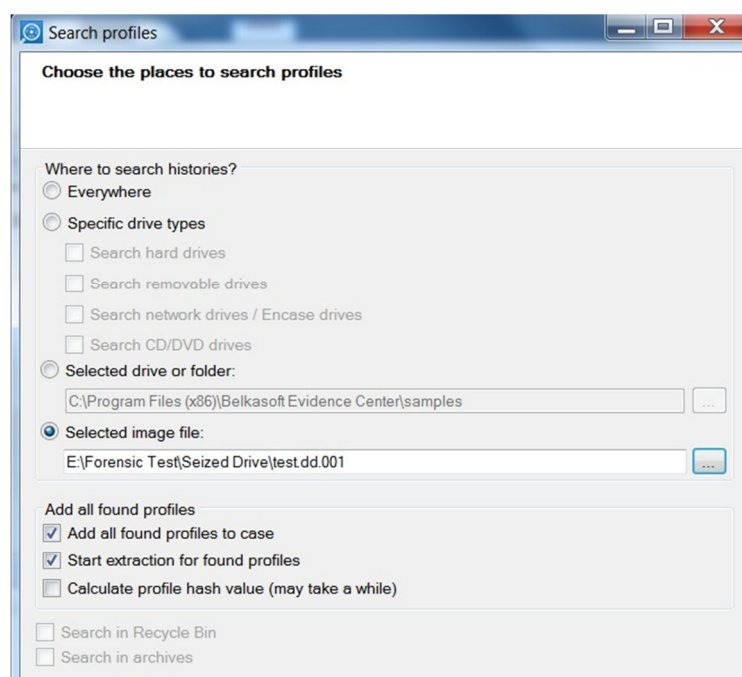 Search profiles
Choose the places to search profiles
Where to search histories?
Everywhere
Specific drive types
Search hard drives
Search removable drives
Search network drives / Encase drives
Search CD/DVD drives
Selected drive or folder:
C:\Program Files (x86)\Belkasoft Evidence Center\samples
...
Selected image file:
E:\Forensic Test\Seized Drive\test.dd.001
...
Add all found profiles
Add all found profiles to case
Start extraction for found profiles
Calculate profile hash value (may take a while)
Search in Recycle Bin
Search in archives